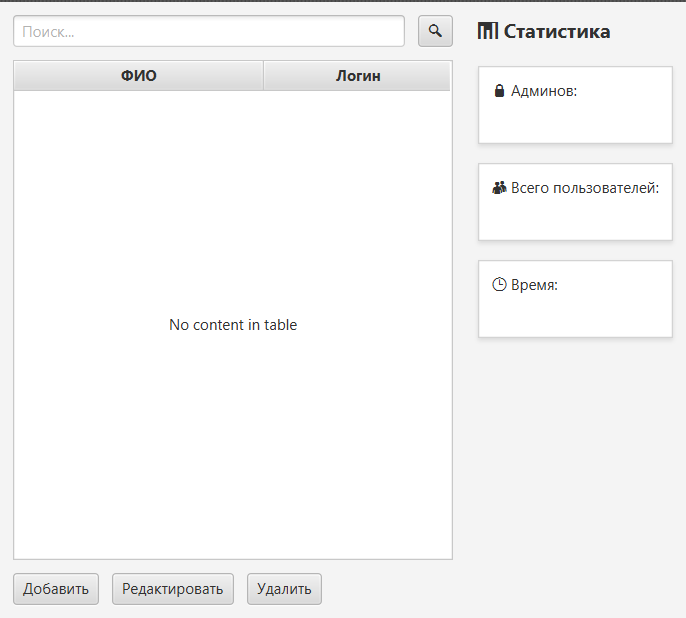 Поиск...
Статистика
ФИО
Логин
Админов:
Всего пользователей:
Время:
No content in table
Добавить
Редактировать
Удалить